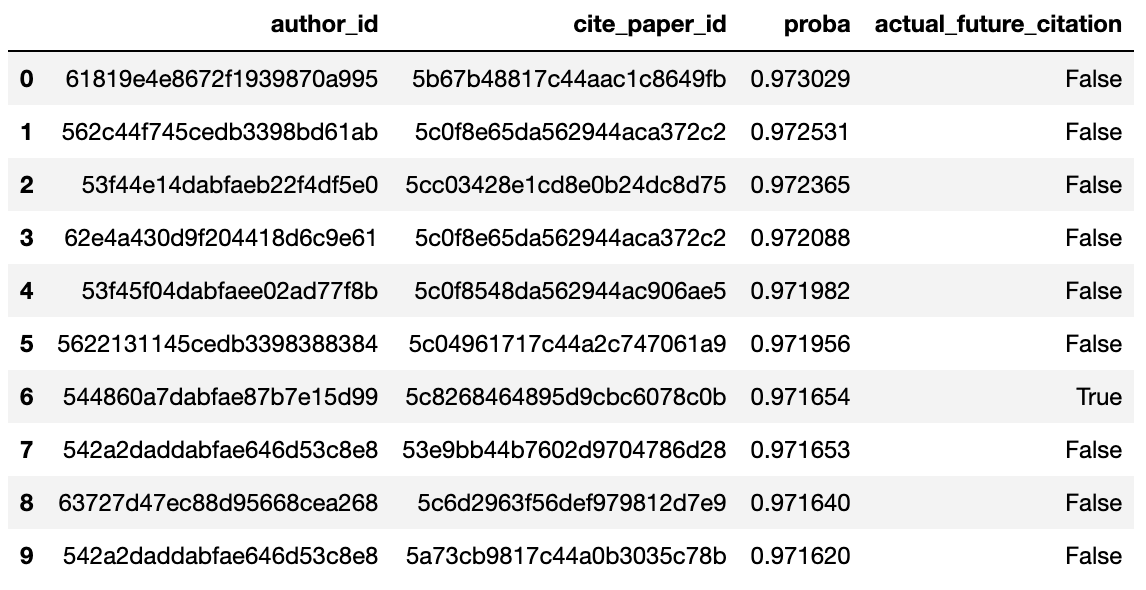 author_id cite_paper_id proba actual_future_citation
0 61819e4e8672f1939870a995 5b67b48817c44aac1c8649fb 0.973029 False
1 562c44f745cedb3398bd61ab 5c0f8e65da562944aca372c2 0.972531 False
2 53f44e14dabfaeb22f4df5e0 5cc03428e1cd8e0b24dc8d75 0.972365 False
3 62e4a430d9f204418d6c9e61 5c0f8e65da562944aca372c2 0.972088 False
4 53f45f04dabfaee02ad77f8b 5c0f8548da562944ac906ae5 0.971982 False
5 5622131145cedb3398388384 5c04961717c44a2c747061a9 0.971956 False
6 544860a7dabfae87b7e15d99 5c8268464895d9cbc6078c0b 0.971654 True
7 542a2daddabfae646d53c8e8 53e9bb44b7602d9704786d28 0.971653 False
8 63727d47ec88d95668cea268 5c6d2963f56def979812d7e9 0.971640 False
9 542a2daddabfae646d53c8e8 5a73cb9817c44a0b3035c78b 0.971620 False